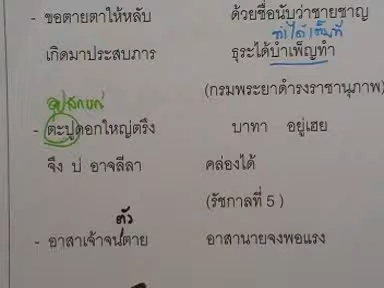 - ขอตายตาให้หลับ ด้วยชื่อนับว่าชายชาญ
ทำได้เต็มที่
เกิดมาประสบภาร ธุระได้บำเพ็ญทำ
(กรมพระยาดำรงราชานุภาพ)
อุปสรรค
- ตะปูดอกใหญ่ตรึง บาทา อยู่เฮย
จึง บ่ อาจลีลา คล่องได้
(รัชกาลที่ 5 )
ตัว
- อาสาเจ้าจนตาย อาสานายจงพอแรง